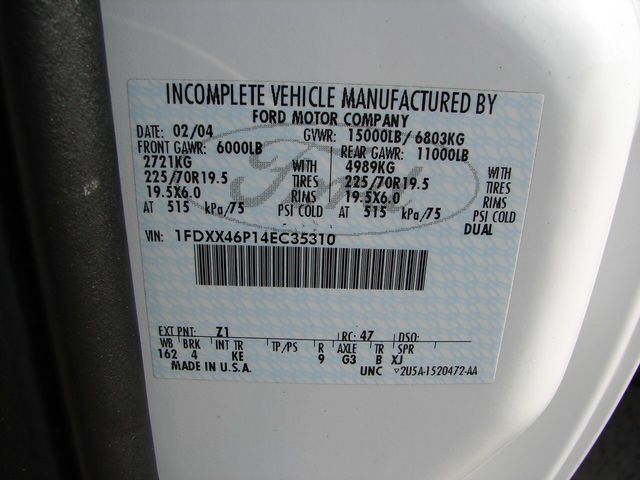 INCOMPLETE VEHICLE MANUFACTURED BY
FORD MOTOR COMPANY
DATE: 02/04 GVWR: 15000LB/ 6803KG
FRONT GAWR: 6000LB REAR GAWR: 11000LB
2721KG WITH 4989KG WITH
225/70R19.5 TIRES 225/70R19.5 TIRES
19.5X6.0 RIMS 19.5X6.0 RIMS
AT 515 kPa/75 PSI COLD AT 515 kPa/75 PSI COLD
DUAL
Ford
VIN: 1FDXX46P14EC35310
EXT PNT: Z1 RC: 47 DSO:
WB BRK INT TR TP/PS R AXLE TR SPR
162 4 KE 9 G3 B XJ
MADE IN U.S.A. UNC ▽2U5A-1520472-AA